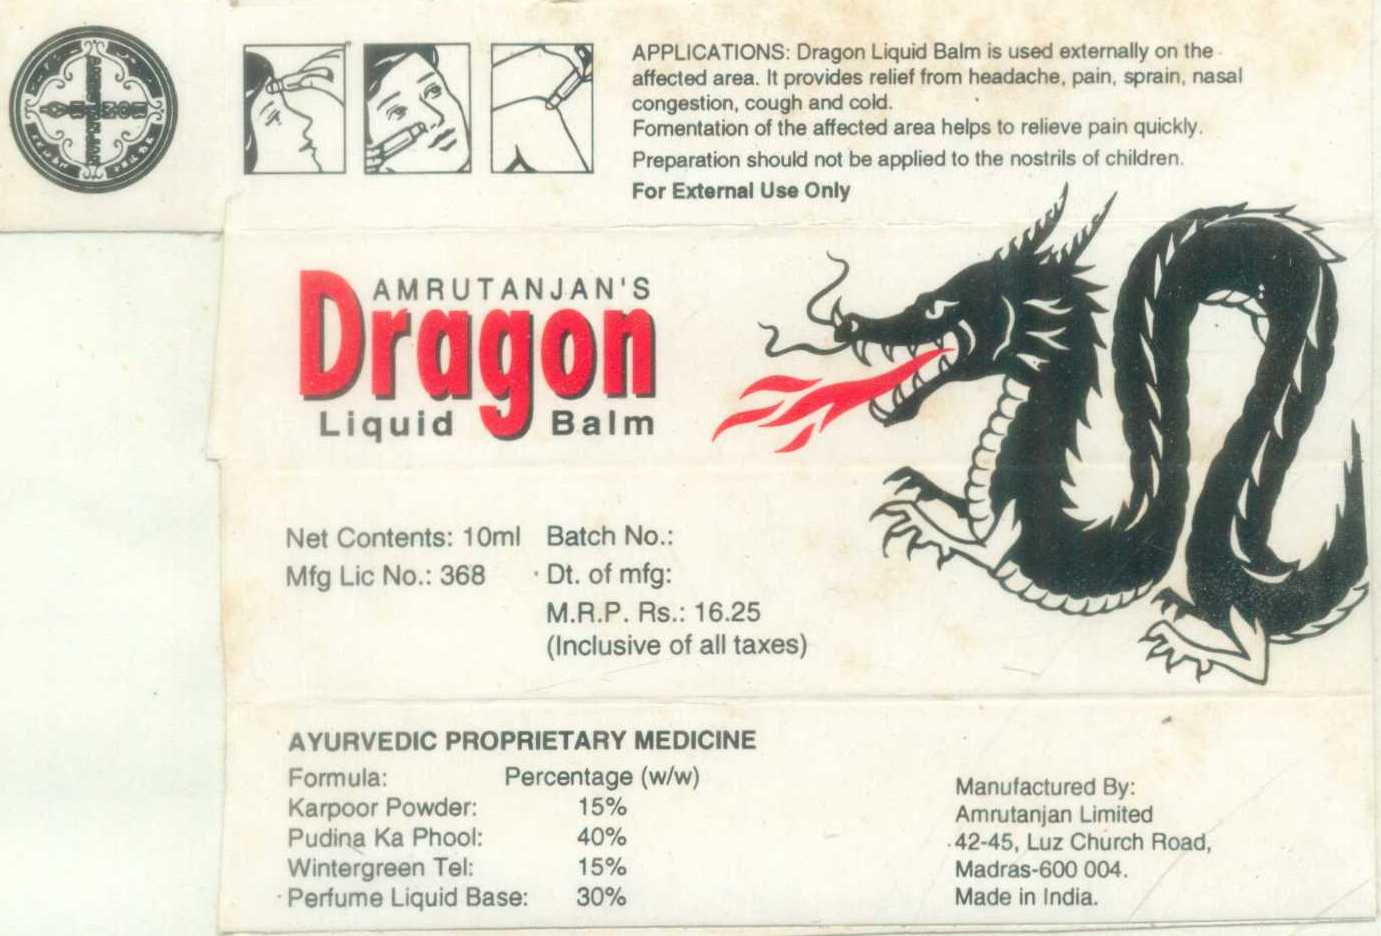 APPLICATIONS: Dragon Liquid Balm is used externally on the
affected area. It provides relief from headache, pain, sprain, nasal
congestion, cough and cold.
Fomentation of the affected area helps to relieve pain quickly.
Preparation should not be applied to the nostrils of children.
For External Use Only
AMRUTANJAN'S
Dragon
Liquid Balm
Net Contents: 10ml
Mfg Lic No.: 368
Batch No.:
Dt. of mfg:
M.R.P. Rs.: 16.25
(Inclusive of all taxes)
AYURVEDIC PROPRIETARY MEDICINE
Formula: Percentage (w/w)
Karpoor Powder: 15%
Pudina Ka Phool: 40%
Wintergreen Tel: 15%
Perfume Liquid Base: 30%
Manufactured By:
Amrutanjan Limited
42-45, Luz Church Road,
Madras-600 004.
Made in India.